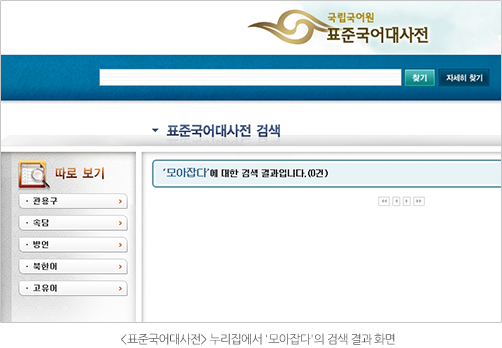 국립국어원
표준국어대사전
찾기
자세히 찾기
표준국어대사전 검색
따로 보기
· 관용구
· 속담
· 방언
· 북한어
· 고유어
'모아잡다'에 대한 검색 결과입니다.(0건)
<표준국어대사전> 누리집에서 '모아잡다'의 검색 결과 화면